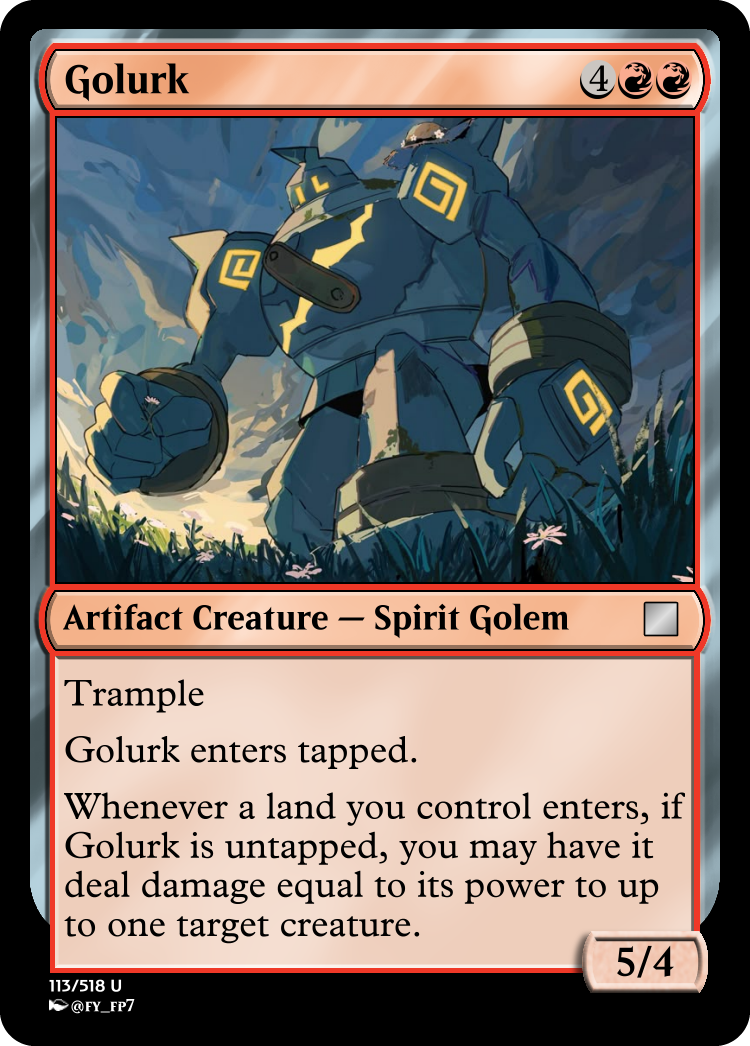 Golurk 4
Artifact Creature — Spirit Golem
Trample
Golurk enters tapped.
Whenever a land you control enters, if
Golurk is untapped, you may have it
deal damage equal to its power to up
to one target creature.
5/4
113/518 U
@FY_FP7